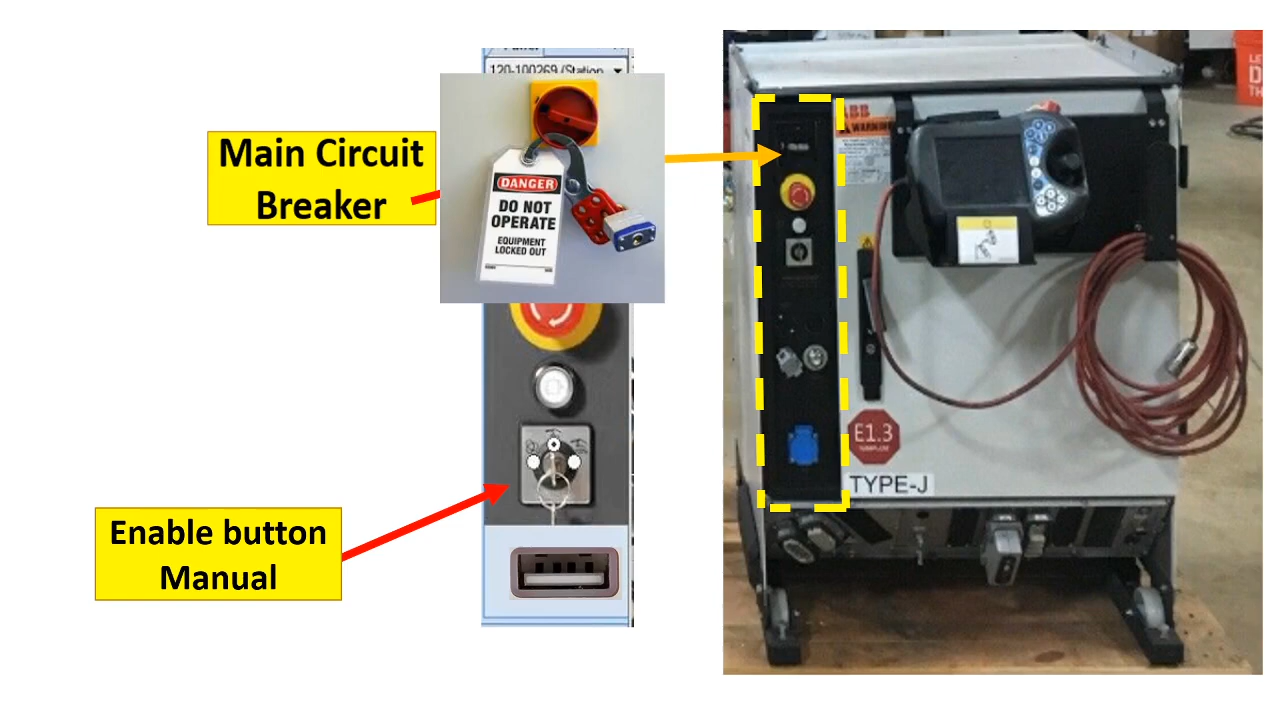 120-100269 (Station
Main Circuit
Breaker
DANGER
DO NOT
OPERATE
EQUIPMENT
LOCKED OUT
Enable button
Manual
ABB
WARNING
E1.3
TYPE-J